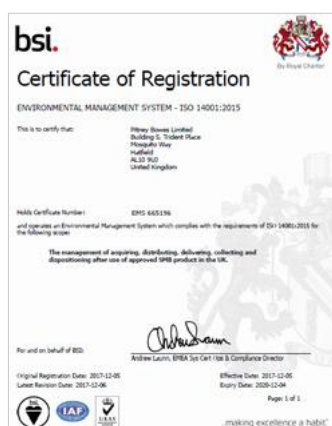 bsi.
By Royal Charter
Certificate of Registration
ENVIRONMENTAL MANAGEMENT SYSTEM - ISO 14001:2015
This is to certify that:
Pitney Bowes Limited
Building 5, Trident Place
Mosquito Way
Hatfield
AL10 9UJ
United Kingdom
Holds Certificate Number:
EMS 665196
and operates an Environmental Management System which complies with the requirements of ISO 14001:2015 for
the following scope:
The management of acquiring, distributing, delivering, collecting and
dispositioning after use of approved SMB product in the UK.
For and on behalf of BSI:
Andrew Launn, EMEA Sys Cert Ops & Compliance Director
Original Registration Date: 2017-12-05
Effective Date: 2017-12-05
Latest Revision Date: 2017-12-06
Expiry Date: 2020-12-04
Page: 1 of 1
bsi.
IAF
UKAS
...making excellence a habit